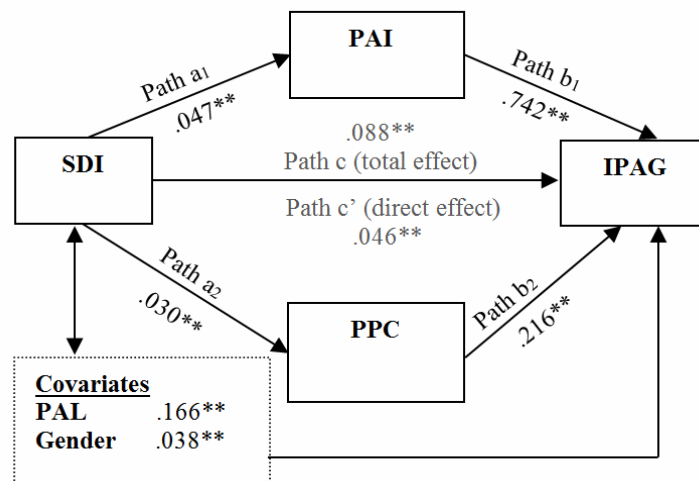 PAI
Path a₁
.047**
Path b₁
.742**
.088**
SDI
Path c (total effect)
IPAG
Path c’ (direct effect)
.046**
Path a₂
.030**
PPC
Path b₂
.216**
Covariates
PAL .166**
Gender .038**